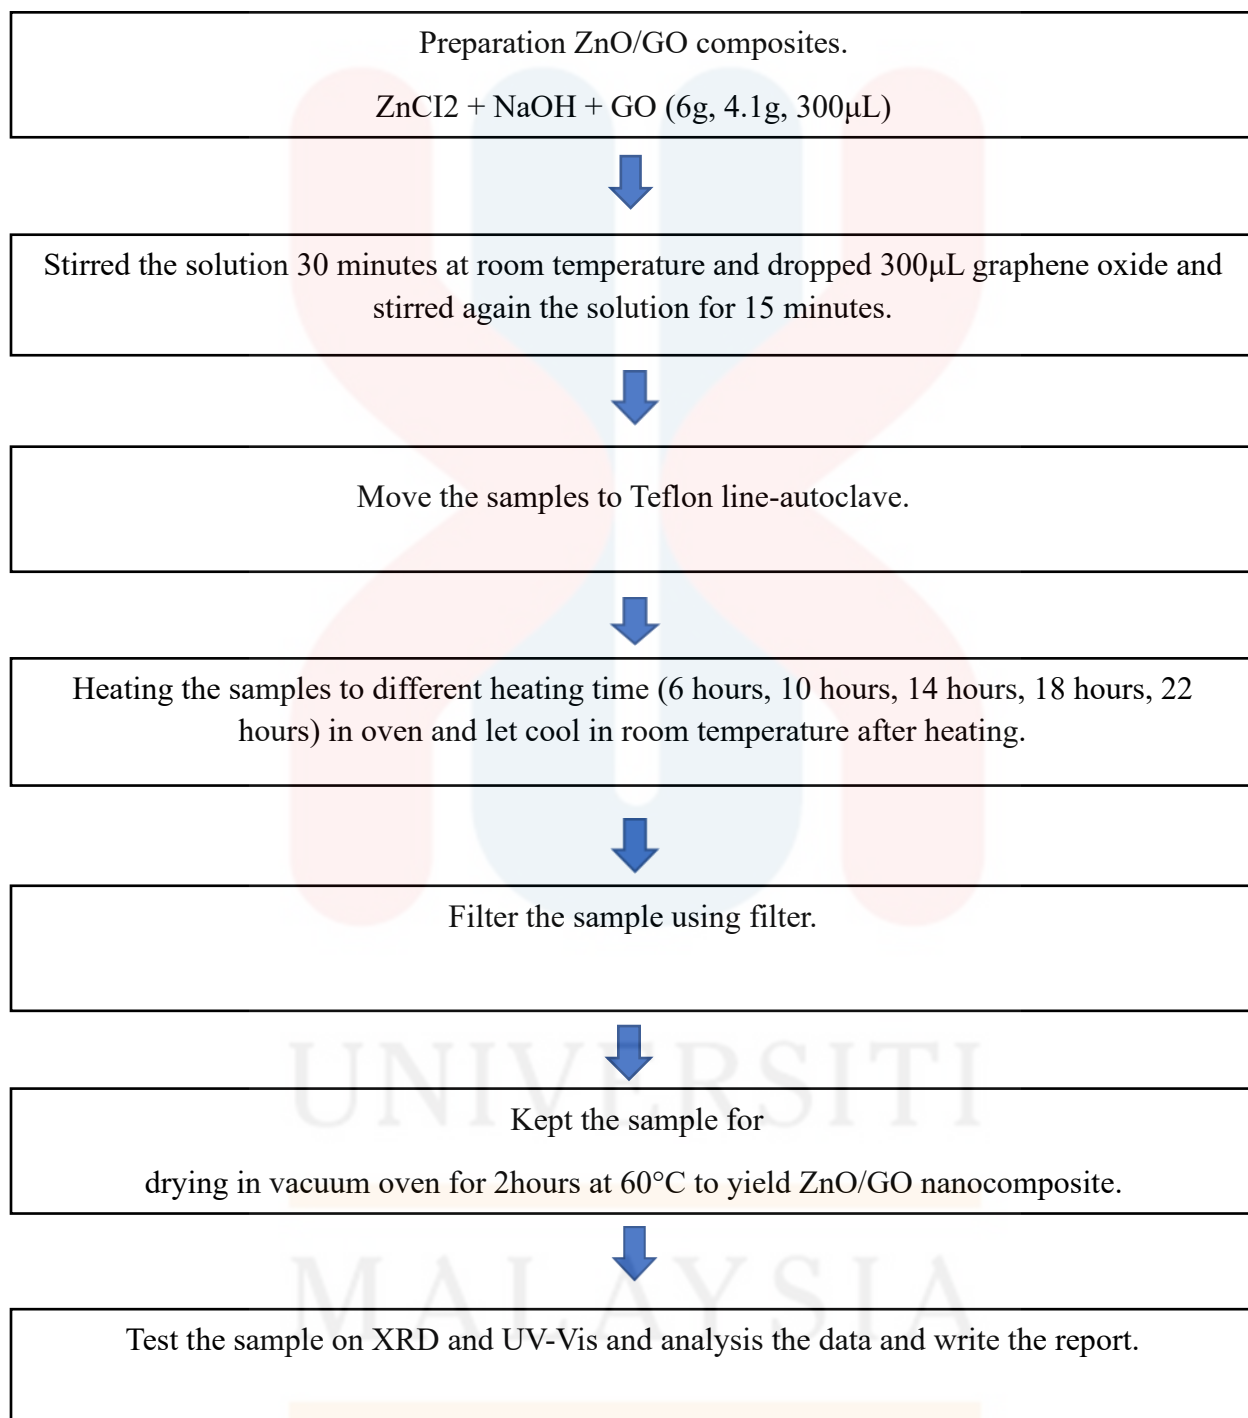 Preparation ZnO/GO composites.
ZnCI2 + NaOH + GO (6g, 4.1g, 300μL)
Stirred the solution 30 minutes at room temperature and dropped 300μL graphene oxide and
stirred again the solution for 15 minutes.
Move the samples to Teflon line-autoclave.
Heating the samples to different heating time (6 hours, 10 hours, 14 hours, 18 hours, 22
hours) in oven and let cool in room temperature after heating.
Filter the sample using filter.
UNIVERSITI
Kept the sample for
drying in vacuum oven for 2hours at 60°C to yield ZnO/GO nanocomposite.
MALAYSIA
Test the sample on XRD and UV-Vis and analysis the data and write the report.